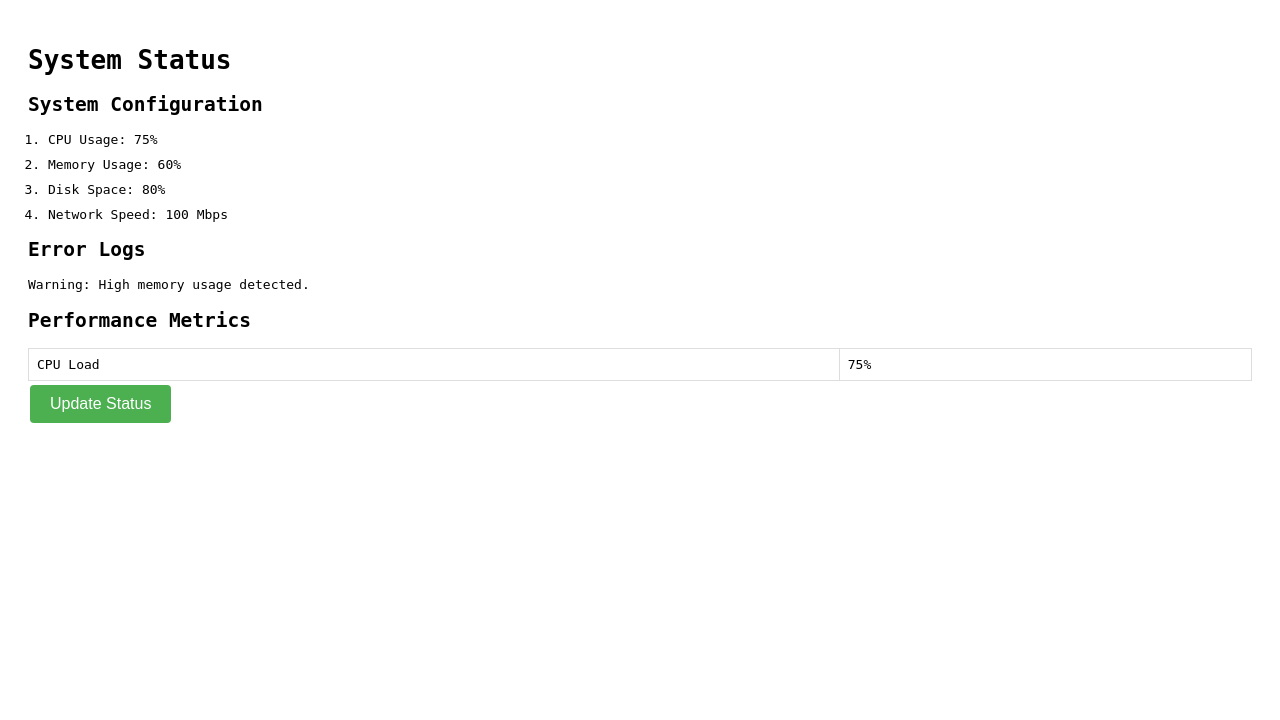 System Status
System Configuration
1. CPU Usage: 75%
2. Memory Usage: 60%
3. Disk Space: 80%
4. Network Speed: 100 Mbps
Error Logs
Warning: High memory usage detected.
Performance Metrics
CPU Load 75%
Update Status